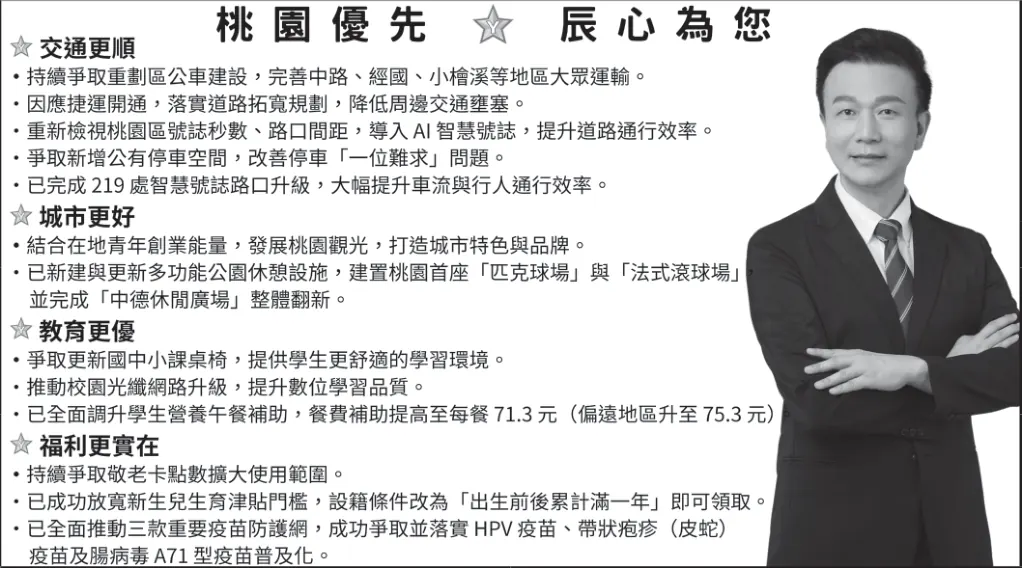 桃園優先 ★ 辰心為您
★ 交通更順
・持續爭取重劃區公車建設，完善中路、經國、小檜溪等地區大眾運輸。
・因應捷運開通，落實道路拓寬規劃，降低周邊交通壅塞。
・重新檢視桃園區號誌秒數、路口間距，導入 AI 智慧號誌，提升道路通行效率。
・爭取新增公有停車空間，改善停車「一位難求」問題。
・已完成 219 處智慧號誌路口升級，大幅提升車流與行人通行效率。
★ 城市更好
・結合在地青年創業能量，發展桃園觀光，打造城市特色與品牌。
・已新建與更新多功能公園休憩設施，建置桃園首座「匹克球場」與「法式滾球場」，
並完成「中德休閒廣場」整體翻新。
★ 教育更優
・爭取更新國中小課桌椅，提供學生更舒適的學習環境。
・推動校園光纖網路升級，提升數位學習品質。
・已全面調升學生營養午餐補助，餐費補助提高至每餐 71.3 元（偏遠地區升至 75.3 元）。
★ 福利更實在
・持續爭取敬老卡點數擴大使用範圍。
・已成功放寬新生兒生育津貼門檻，設籍條件改為「出生前後累計滿一年」即可領取。
・已全面推動三款重要疫苗防護網，成功爭取並落實 HPV 疫苗、帶狀疱疹（皮蛇）
疫苗及腸病毒 A71 型疫苗普及化。